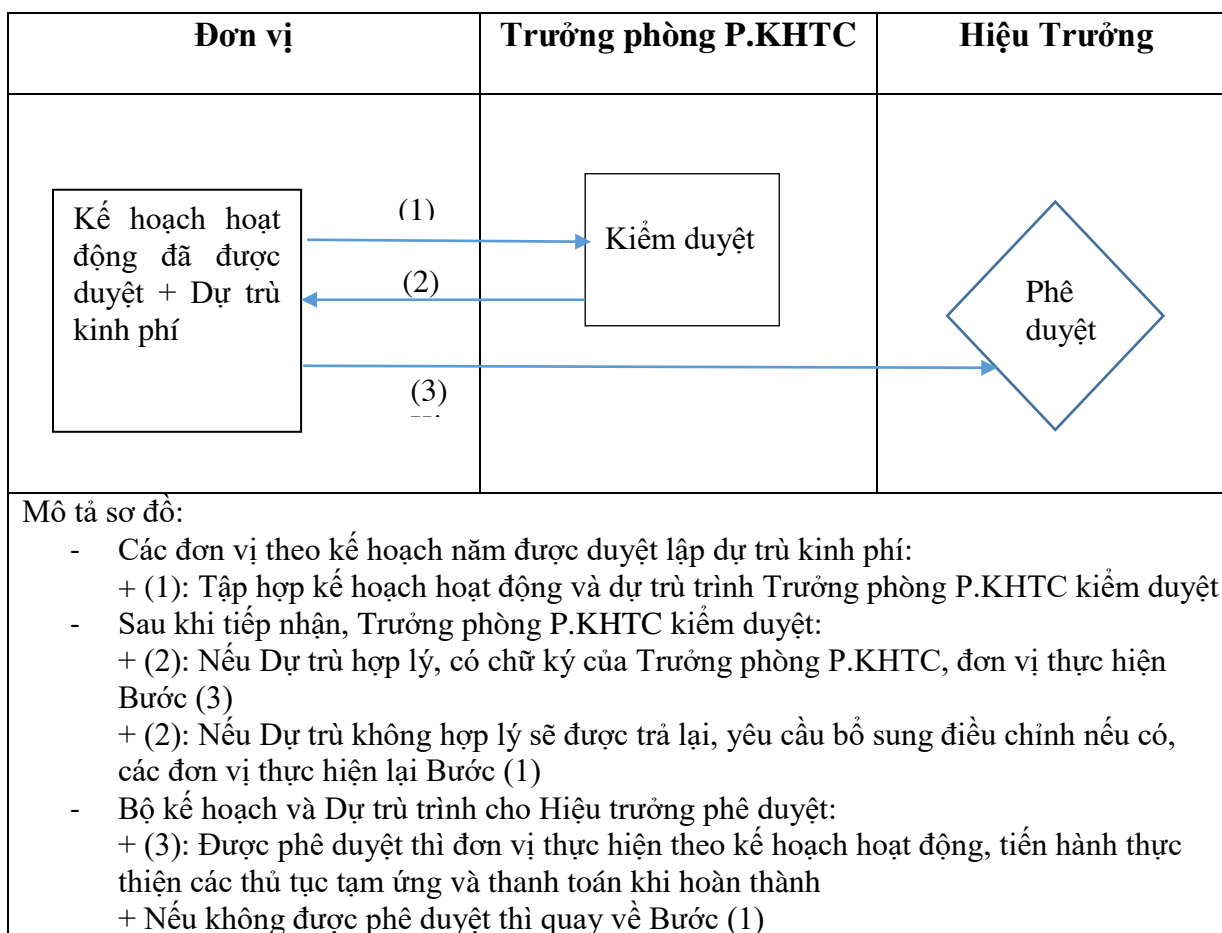 Đơn vị
Trưởng phòng P.KHTC
Hiệu Trưởng
Kế hoạch hoạt
động đã được
duyệt + Dự trù
kinh phí
(1)
(2)
(3)
Kiểm duyệt
Phê
duyệt
Mô tả sơ đồ:
- Các đơn vị theo kế hoạch năm được duyệt lập dự trù kinh phí:
+ (1): Tập hợp kế hoạch hoạt động và dự trù trình Trưởng phòng P.KHTC kiểm duyệt
- Sau khi tiếp nhận, Trưởng phòng P.KHTC kiểm duyệt:
+ (2): Nếu Dự trù hợp lý, có chữ ký của Trưởng phòng P.KHTC, đơn vị thực hiện
Bước (3)
+ (2): Nếu Dự trù không hợp lý sẽ được trả lại, yêu cầu bổ sung điều chỉnh nếu có,
các đơn vị thực hiện lại Bước (1)
- Bộ kế hoạch và Dự trù trình cho Hiệu trưởng phê duyệt:
+ (3): Được phê duyệt thì đơn vị thực hiện theo kế hoạch hoạt động, tiến hành thực
thiện các thủ tục tạm ứng và thanh toán khi hoàn thành
+ Nếu không được phê duyệt thì quay về Bước (1)